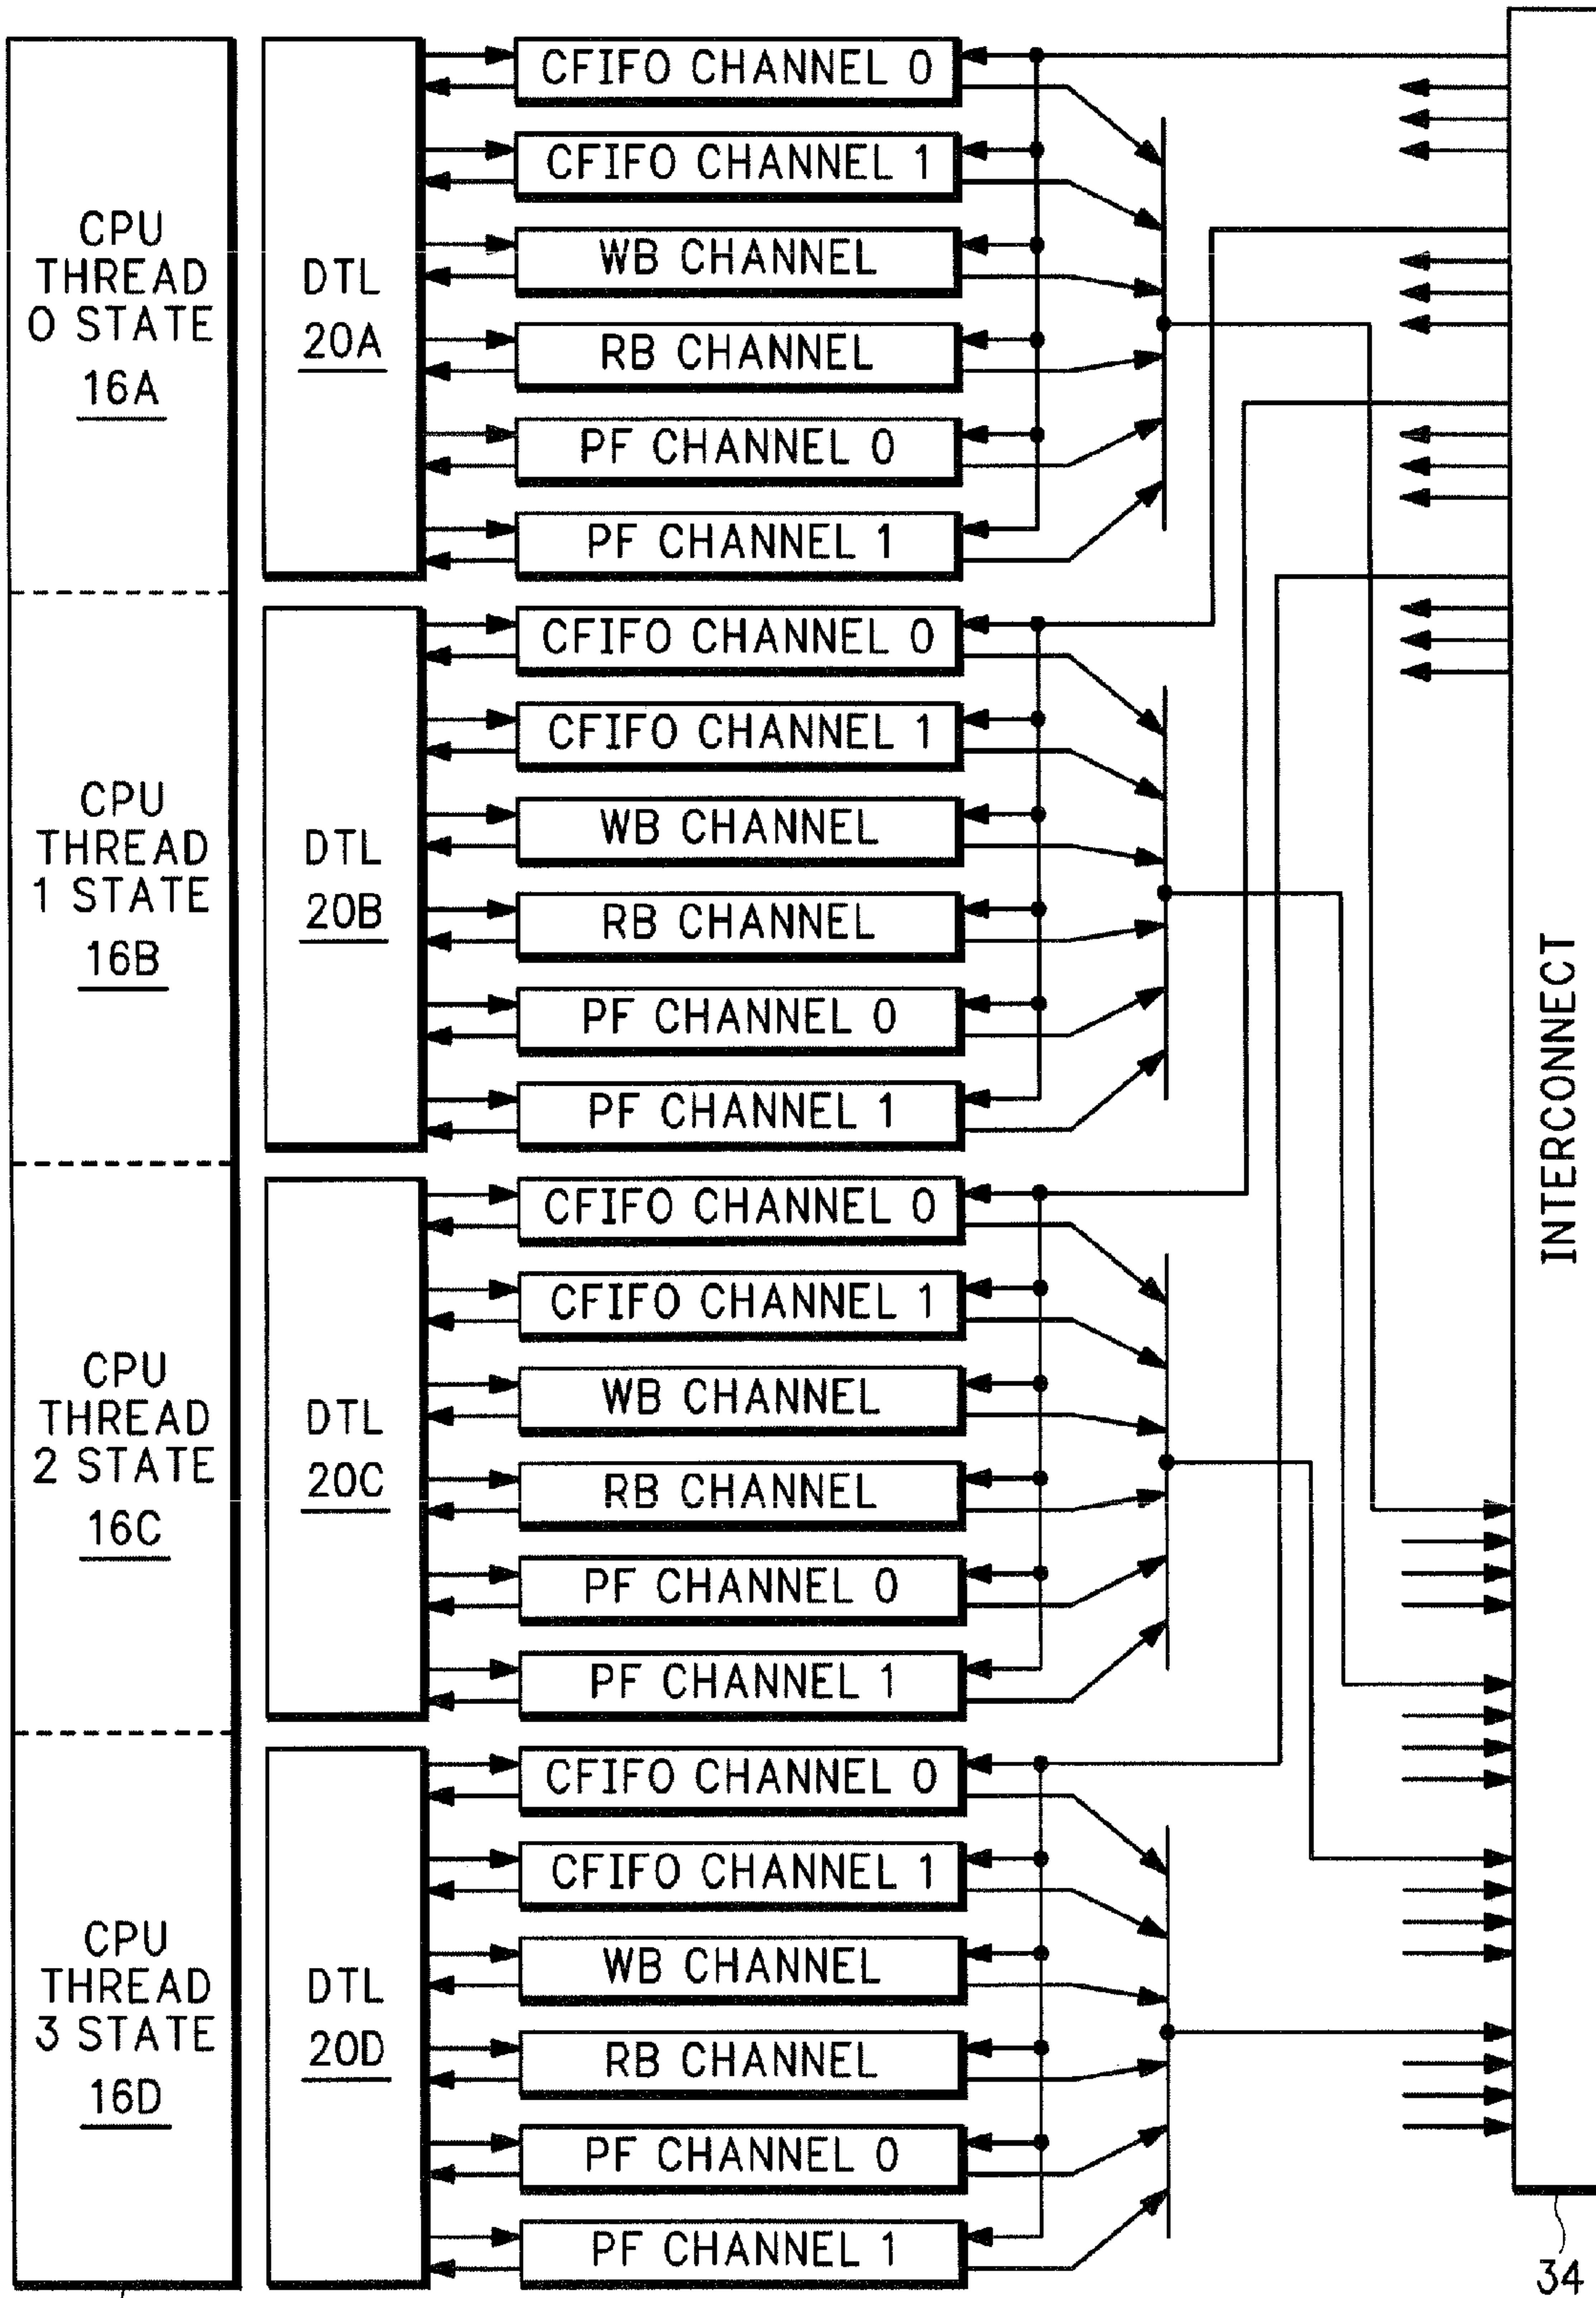 CPU
THREAD
0 STATE
16A
DTL
20A
CFIFO CHANNEL 0
CFIFO CHANNEL 1
WB CHANNEL
RB CHANNEL
PF CHANNEL 0
PF CHANNEL 1
CPU
THREAD
1 STATE
16B
DTL
20B
CFIFO CHANNEL 0
CFIFO CHANNEL 1
WB CHANNEL
RB CHANNEL
PF CHANNEL 0
PF CHANNEL 1
CPU
THREAD
2 STATE
16C
DTL
20C
CFIFO CHANNEL 0
CFIFO CHANNEL 1
WB CHANNEL
RB CHANNEL
PF CHANNEL 0
PF CHANNEL 1
CPU
THREAD
3 STATE
16D
DTL
20D
CFIFO CHANNEL 0
CFIFO CHANNEL 1
WB CHANNEL
RB CHANNEL
PF CHANNEL 0
PF CHANNEL 1
INTERCONNECT
34